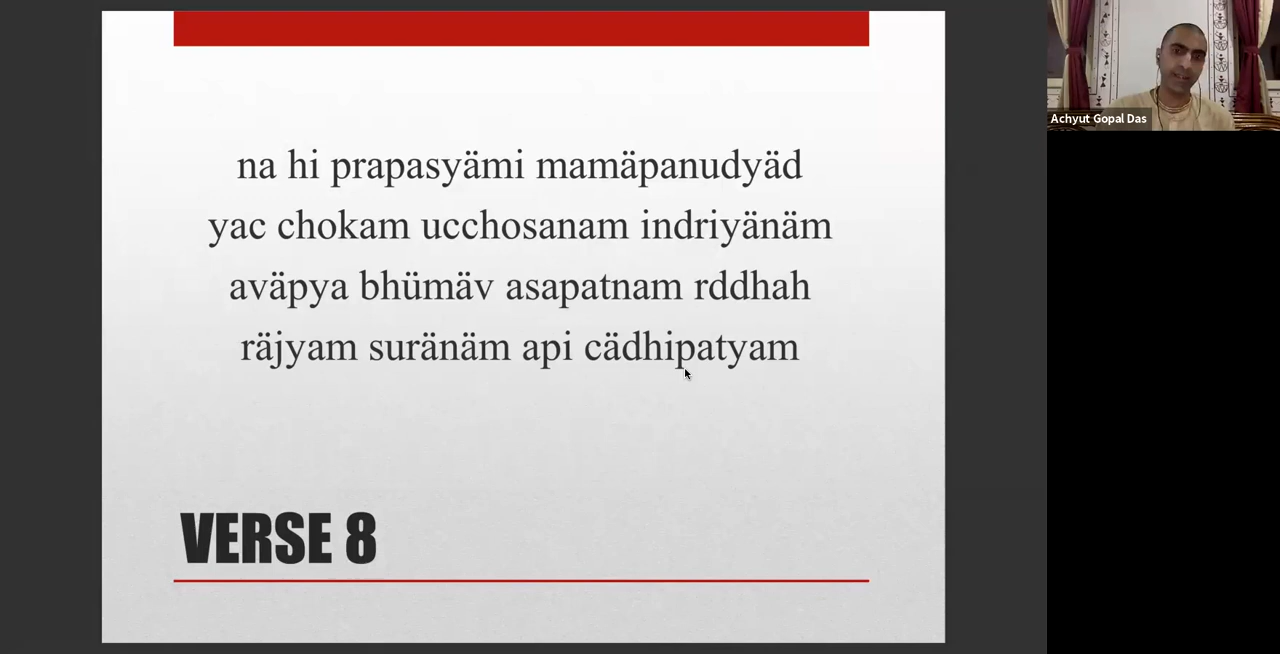 na hi prapasyämi mamäpanudyäd
yac chokam ucchosanam indriyänäm
aväpya bhümäv asapatnam rddhah
räjyam suränäm api cädhipatyam
VERSE 8
Achyut Gopal Das